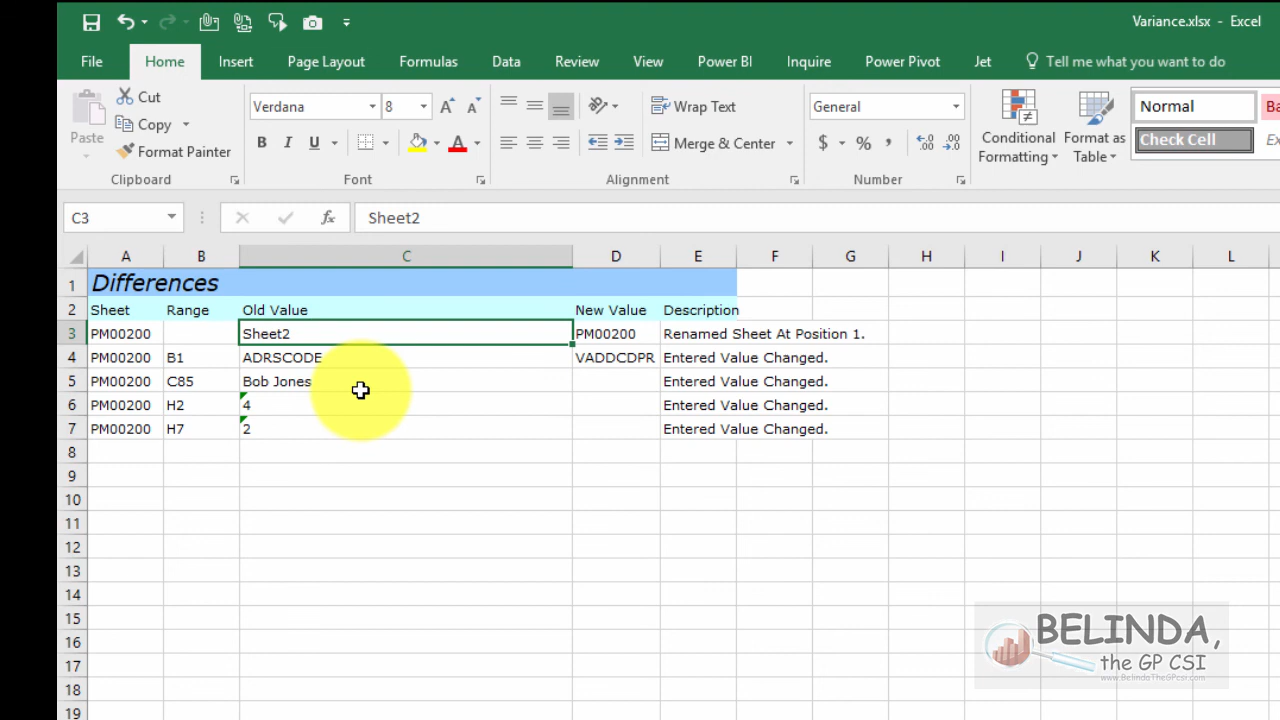 Variance.xlsx - Excel
File Home Insert Page Layout Formulas Data Review View Power BI Inquire Power Pivot Jet Tell me what you want to do
Cut
Copy
Format Painter
Paste
Clipboard
Verdana 8 A A
B I U A
Font
Wrap Text
Merge & Center
Alignment
General
$ % ,
Number
Conditional Formatting
Format as Table
Normal Ba
Check Cell Ex
C3 fx Sheet2
A B C D E F G H I J K L
1 Differences
2 Sheet Range Old Value New Value Description
3 PM00200 Sheet2 PM00200 Renamed Sheet At Position 1.
4 PM00200 B1 ADRSCODE VADDCDPR Entered Value Changed.
5 PM00200 C85 Bob Jones Entered Value Changed.
6 PM00200 H2 4 Entered Value Changed.
7 PM00200 H7 2 Entered Value Changed.
8
9
10
11
12
13
14
15
16
17
18
19
BELINDA,
the GP CSI
www.BelindaTheGPcsi.com